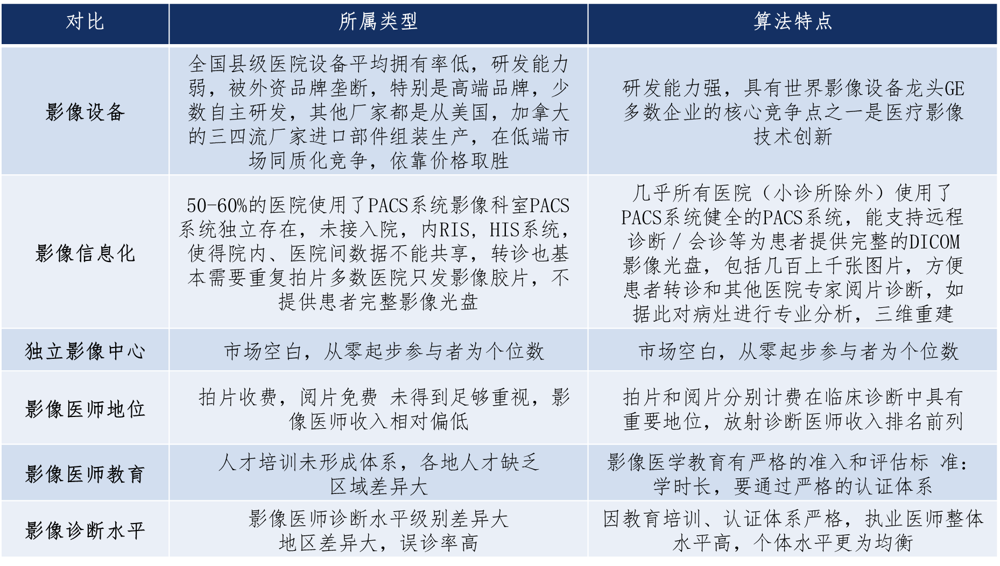 对比
所属类型
算法特点
影像设备
全国县级医院设备平均拥有率低，研发能力
弱，被外资品牌垄断，特别是高端品牌，少
数自主研发，其他厂家都是从美国，加拿大
的三四流厂家进口部件组装生产，在低端市
场同质化竞争，依靠价格取胜
研发能力强，具有世界影像设备龙头GE
多数企业的核心竞争点之一是医疗影像
技术创新
影像信息化
50-60%的医院使用了PACS系统影像科室PACS
系统独立存在，未接入院，内RIS，HIS系统，
使得院内、医院间数据不能共享，转诊也基
本需要重复拍片多数医院只发影像胶片，不
提供患者完整影像光盘
几乎所有医院（小诊所除外）使用了
PACS系统健全的PACS系统，能支持远程
诊断／会诊等为患者提供完整的DICOM
影像光盘，包括几百上千张图片，方便
患者转诊和其他医院专家阅片诊断，如
据此对病灶进行专业分析，三维重建
独立影像中心
市场空白，从零起步参与者为个位数
市场空白，从零起步参与者为个位数
影像医师地位
拍片收费，阅片免费 未得到足够重视，影
像医师收入相对偏低
拍片和阅片分别计费在临床诊断中具有
重要地位，放射诊断医师收入排名前列
影像医师教育
人才培训未形成体系，各地人才缺乏
区域差异大
影像医学教育有严格的准入和评估标 准：
学时长，要通过严格的认证体系
影像诊断水平
影像医师诊断水平级别差异大
地区差异大，误诊率高
因教育培训、认证体系严格，执业医师整体
水平高，个体水平更为均衡